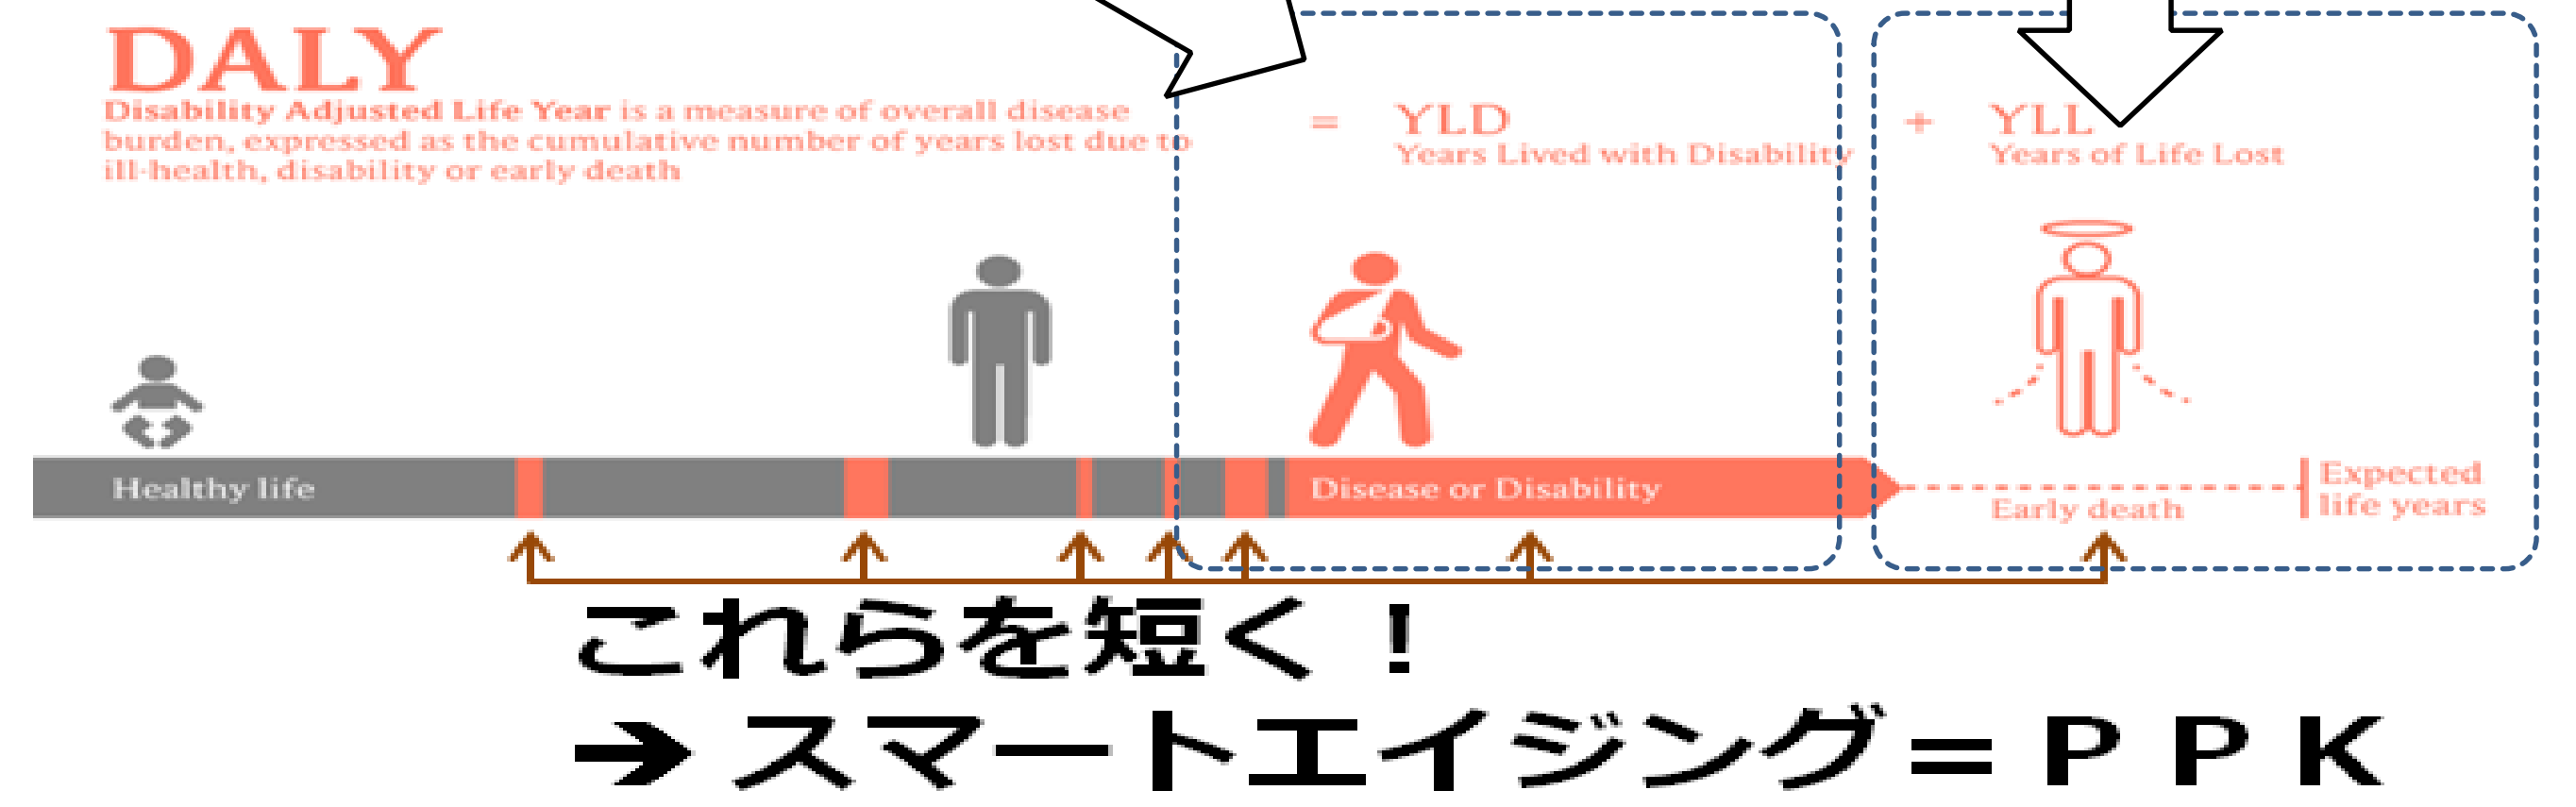 DALY
Disability Adjusted Life Year is a measure of overall disease
burden, expressed as the cumulative number of years lost due to
ill-health, disability or early death
= YLD
Years Lived with Disability
+ YLL
Years of Life Lost
Healthy life
Disease or Disability
Early death
Expected
life years
これらを短く！
➔スマートエイジング＝ＰＰＫ